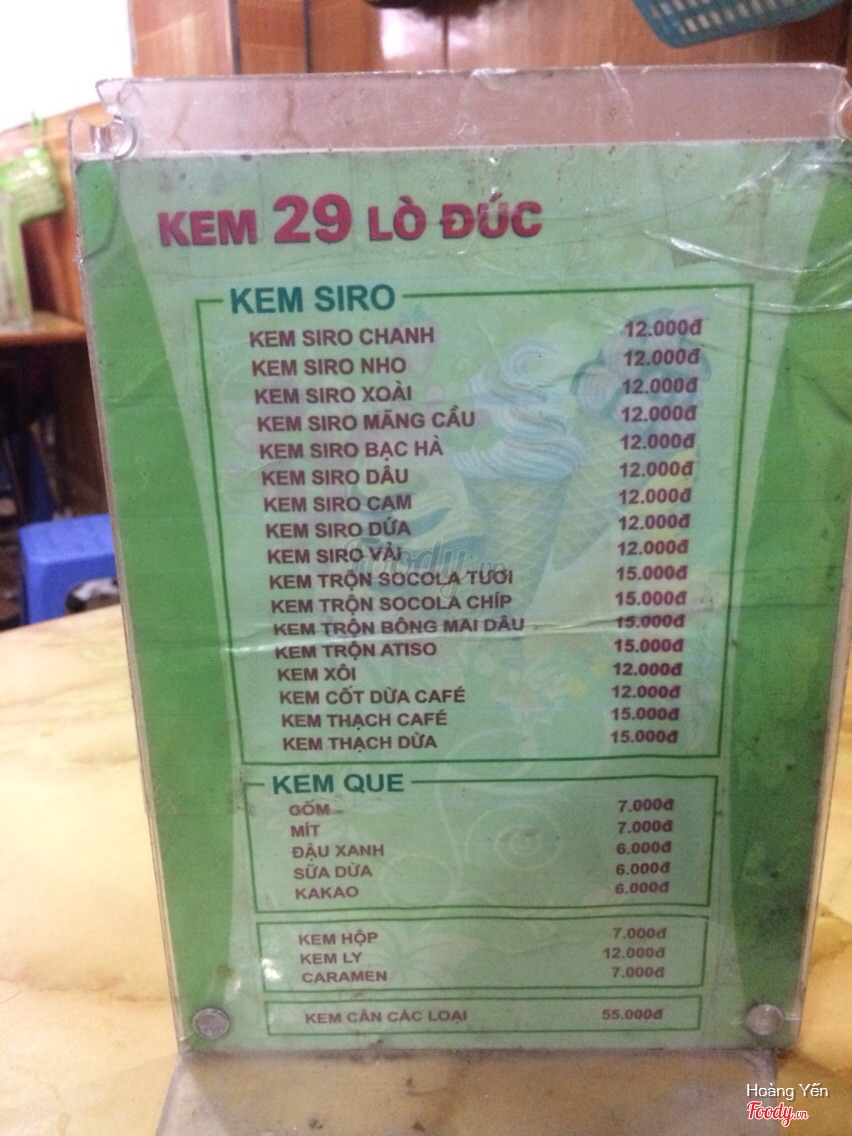 KEM 29 LÒ ĐÚC
KEM SIRO
KEM SIRO CHANH 12.000đ
KEM SIRO NHO 12.000đ
KEM SIRO XOÀI 12.000đ
KEM SIRO MÃNG CẦU 12.000đ
KEM SIRO BẠC HÀ 12.000đ
KEM SIRO DÂU 12.000đ
KEM SIRO CAM 12.000đ
KEM SIRO DỨA 12.000đ
KEM SIRO VẢI 12.000đ
KEM TRỘN SOCOLA TƯƠI 15.000đ
KEM TRỘN SOCOLA CHÍP 15.000đ
KEM TRỘN BÔNG MAI DÂU 15.000đ
KEM TRỘN ATISO 15.000đ
KEM XÔI 12.000đ
KEM CỐT DỪA CAFÉ 12.000đ
KEM THẠCH CAFÉ 15.000đ
KEM THẠCH DỪA 15.000đ
KEM QUE
GỐM 7.000đ
MÍT 7.000đ
ĐẬU XANH 6.000đ
SỮA DỪA 6.000đ
KAKAO 6.000đ
KEM HỘP 7.000đ
KEM LY 12.000đ
CARAMEN 7.000đ
KEM CÂN CÁC LOẠI 55.000đ
Foody.vn
Hoàng Yến
Foody.vn